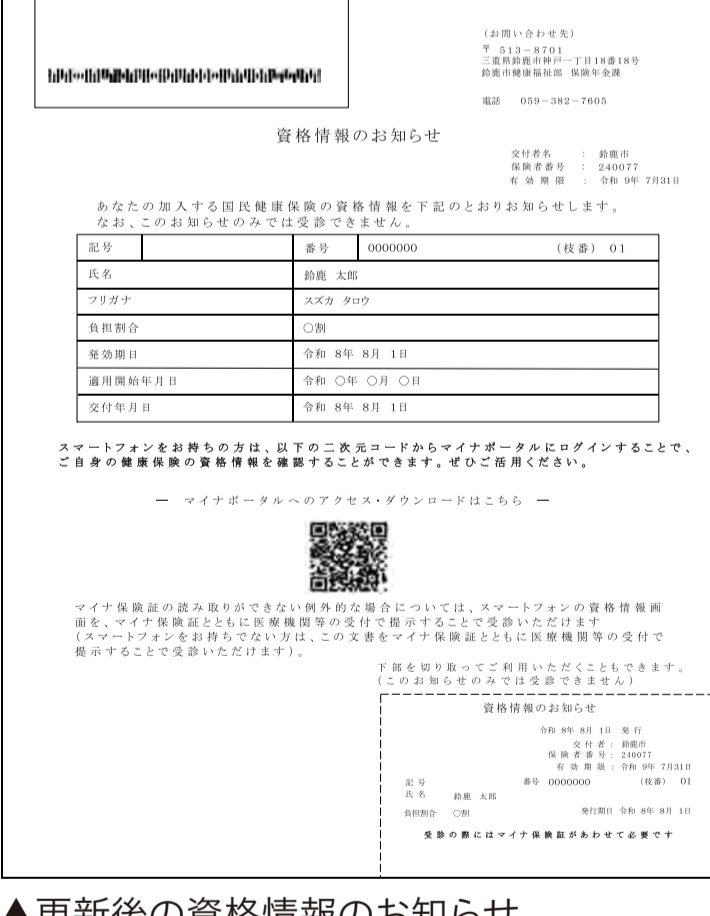 (お問い合わせ先)
〒 513－8701
三重県鈴鹿市神戸一丁目18番18号
鈴鹿市健康福祉部 保険年金課
電話 059－382－7605
資格情報のお知らせ
交付者名 ： 鈴鹿市
保険者番号 ： 240077
有効期限 ： 令和 9年 7月31日
あなたの加入する国民健康保険の資格情報を下記のとおりお知らせします。
なお、このお知らせのみでは受診できません。
記号 番号 0000000 (枝番) 01
氏名 鈴鹿 太郎
フリガナ スズカ タロウ
負担割合 〇割
発効期日 令和 8年 8月 1日
適用開始年月日 令和 〇年 〇月 〇日
交付年月日 令和 8年 8月 1日
スマートフォンをお持ちの方は、以下の二次元コードからマイナポータルにログインすることで、
ご自身の健康保険の資格情報を確認することができます。ぜひご活用ください。
― マイナポータルへのアクセス・ダウンロードはこちら ―
マイナ保険証の読み取りができない例外的な場合については、スマートフォンの資格情報画
面を、マイナ保険証とともに医療機関等の受付で提示することで受診いただけます
(スマートフォンをお持ちでない方は、この文書をマイナ保険証とともに医療機関等の受付で
提示することで受診いただけます)。
下部を切り取ってご利用いただくこともできます。
(このお知らせのみでは受診できません)
資格情報のお知らせ
令和 8年 8月 1日 発行
交付者： 鈴鹿市
保険者番号： 240077
有効期限： 令和 9年 7月31日
記号 番号 0000000 (枝番) 01
氏名 鈴鹿 太郎
負担割合 〇割 発行期日 令和 8年 8月 1日
受診の際にはマイナ保険証があわせて必要です
▲更新後の資格情報のお知らせ